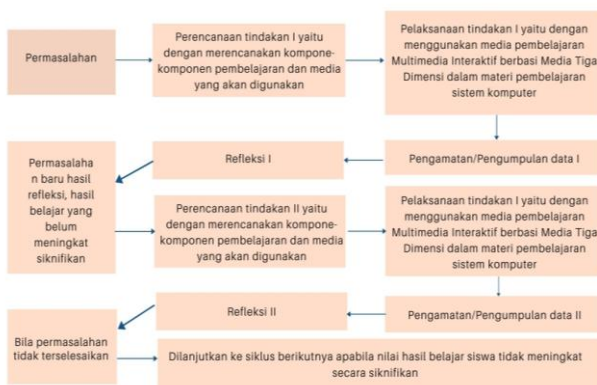 Permasalahan
Perencanaan tindakan I yaitu
dengan merencanakan kompone-
komponen pembelajaran dan media
yang akan digunakan
Pelaksanaan tindakan I yaitu dengan
menggunakan media pembelajaran
Multimedia Interaktif berbasi Media Tiga
Dimensi dalam materi pembelajaran
sistem komputer
Permasalaha
n baru hasil
refleksi, hasil
belajar yang
belum
meningkat
siknifikan
Refleksi I
Pengamatan/Pengumpulan data I
Perencanaan tindakan II yaitu
dengan merencanakan kompone-
komponen pembelajaran dan media
yang akan digunakan
Pelaksanaan tindakan I yaitu dengan
menggunakan media pembelajaran
Multimedia Interaktif berbasi Media Tiga
Dimensi dalam materi pembelajaran
sistem komputer
Bila permasalahan
tidak terselesaikan
Refleksi II
Pengamatan/Pengumpulan data II
Dilanjutkan ke siklus berikutnya apabila nilai hasil belajar siswa tidak meningkat
secara siknifikan